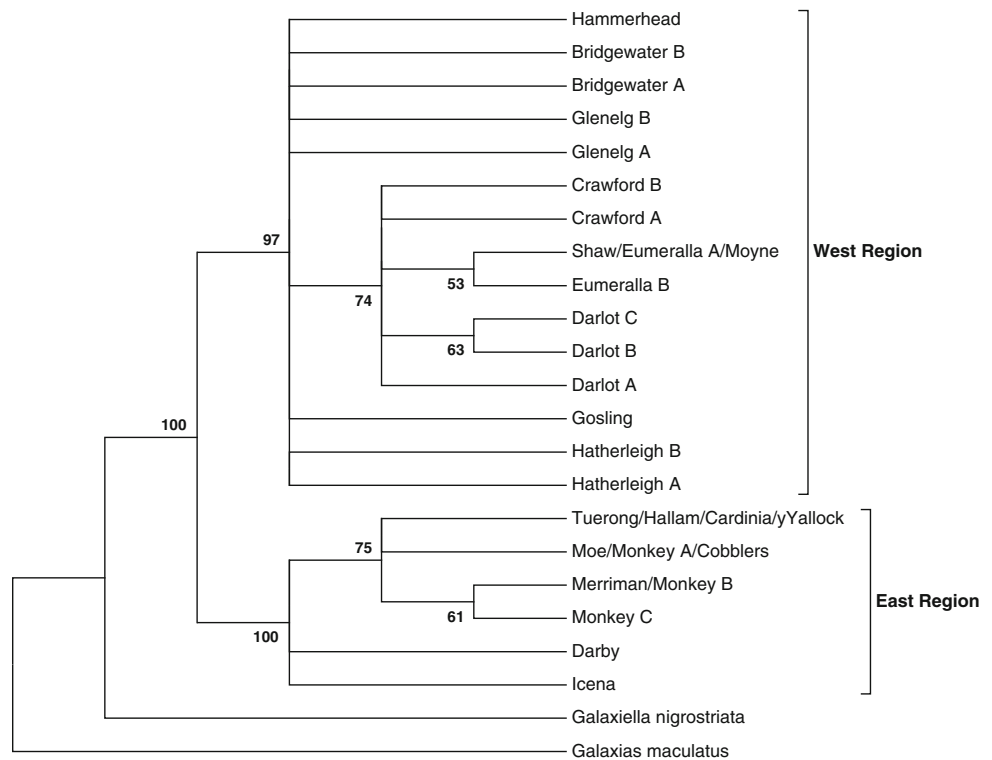 Hammerhead
Bridgewater B
Bridgewater A
Glenelg B
Glenelg A
Crawford B
Crawford A
97
Shaw/Eumeralla A/Moyne
West Region
53
Eumeralla B
74
Darlot C
63
Darlot B
Darlot A
Gosling
100
Hatherleigh B
Hatherleigh A
Tuerong/Hallam/Cardinia/yYallock
75
Moe/Monkey A/Cobblers
Merriman/Monkey B
East Region
61
Monkey C
100
Darby
Icena
Galaxiella nigrostriata
Galaxias maculatus